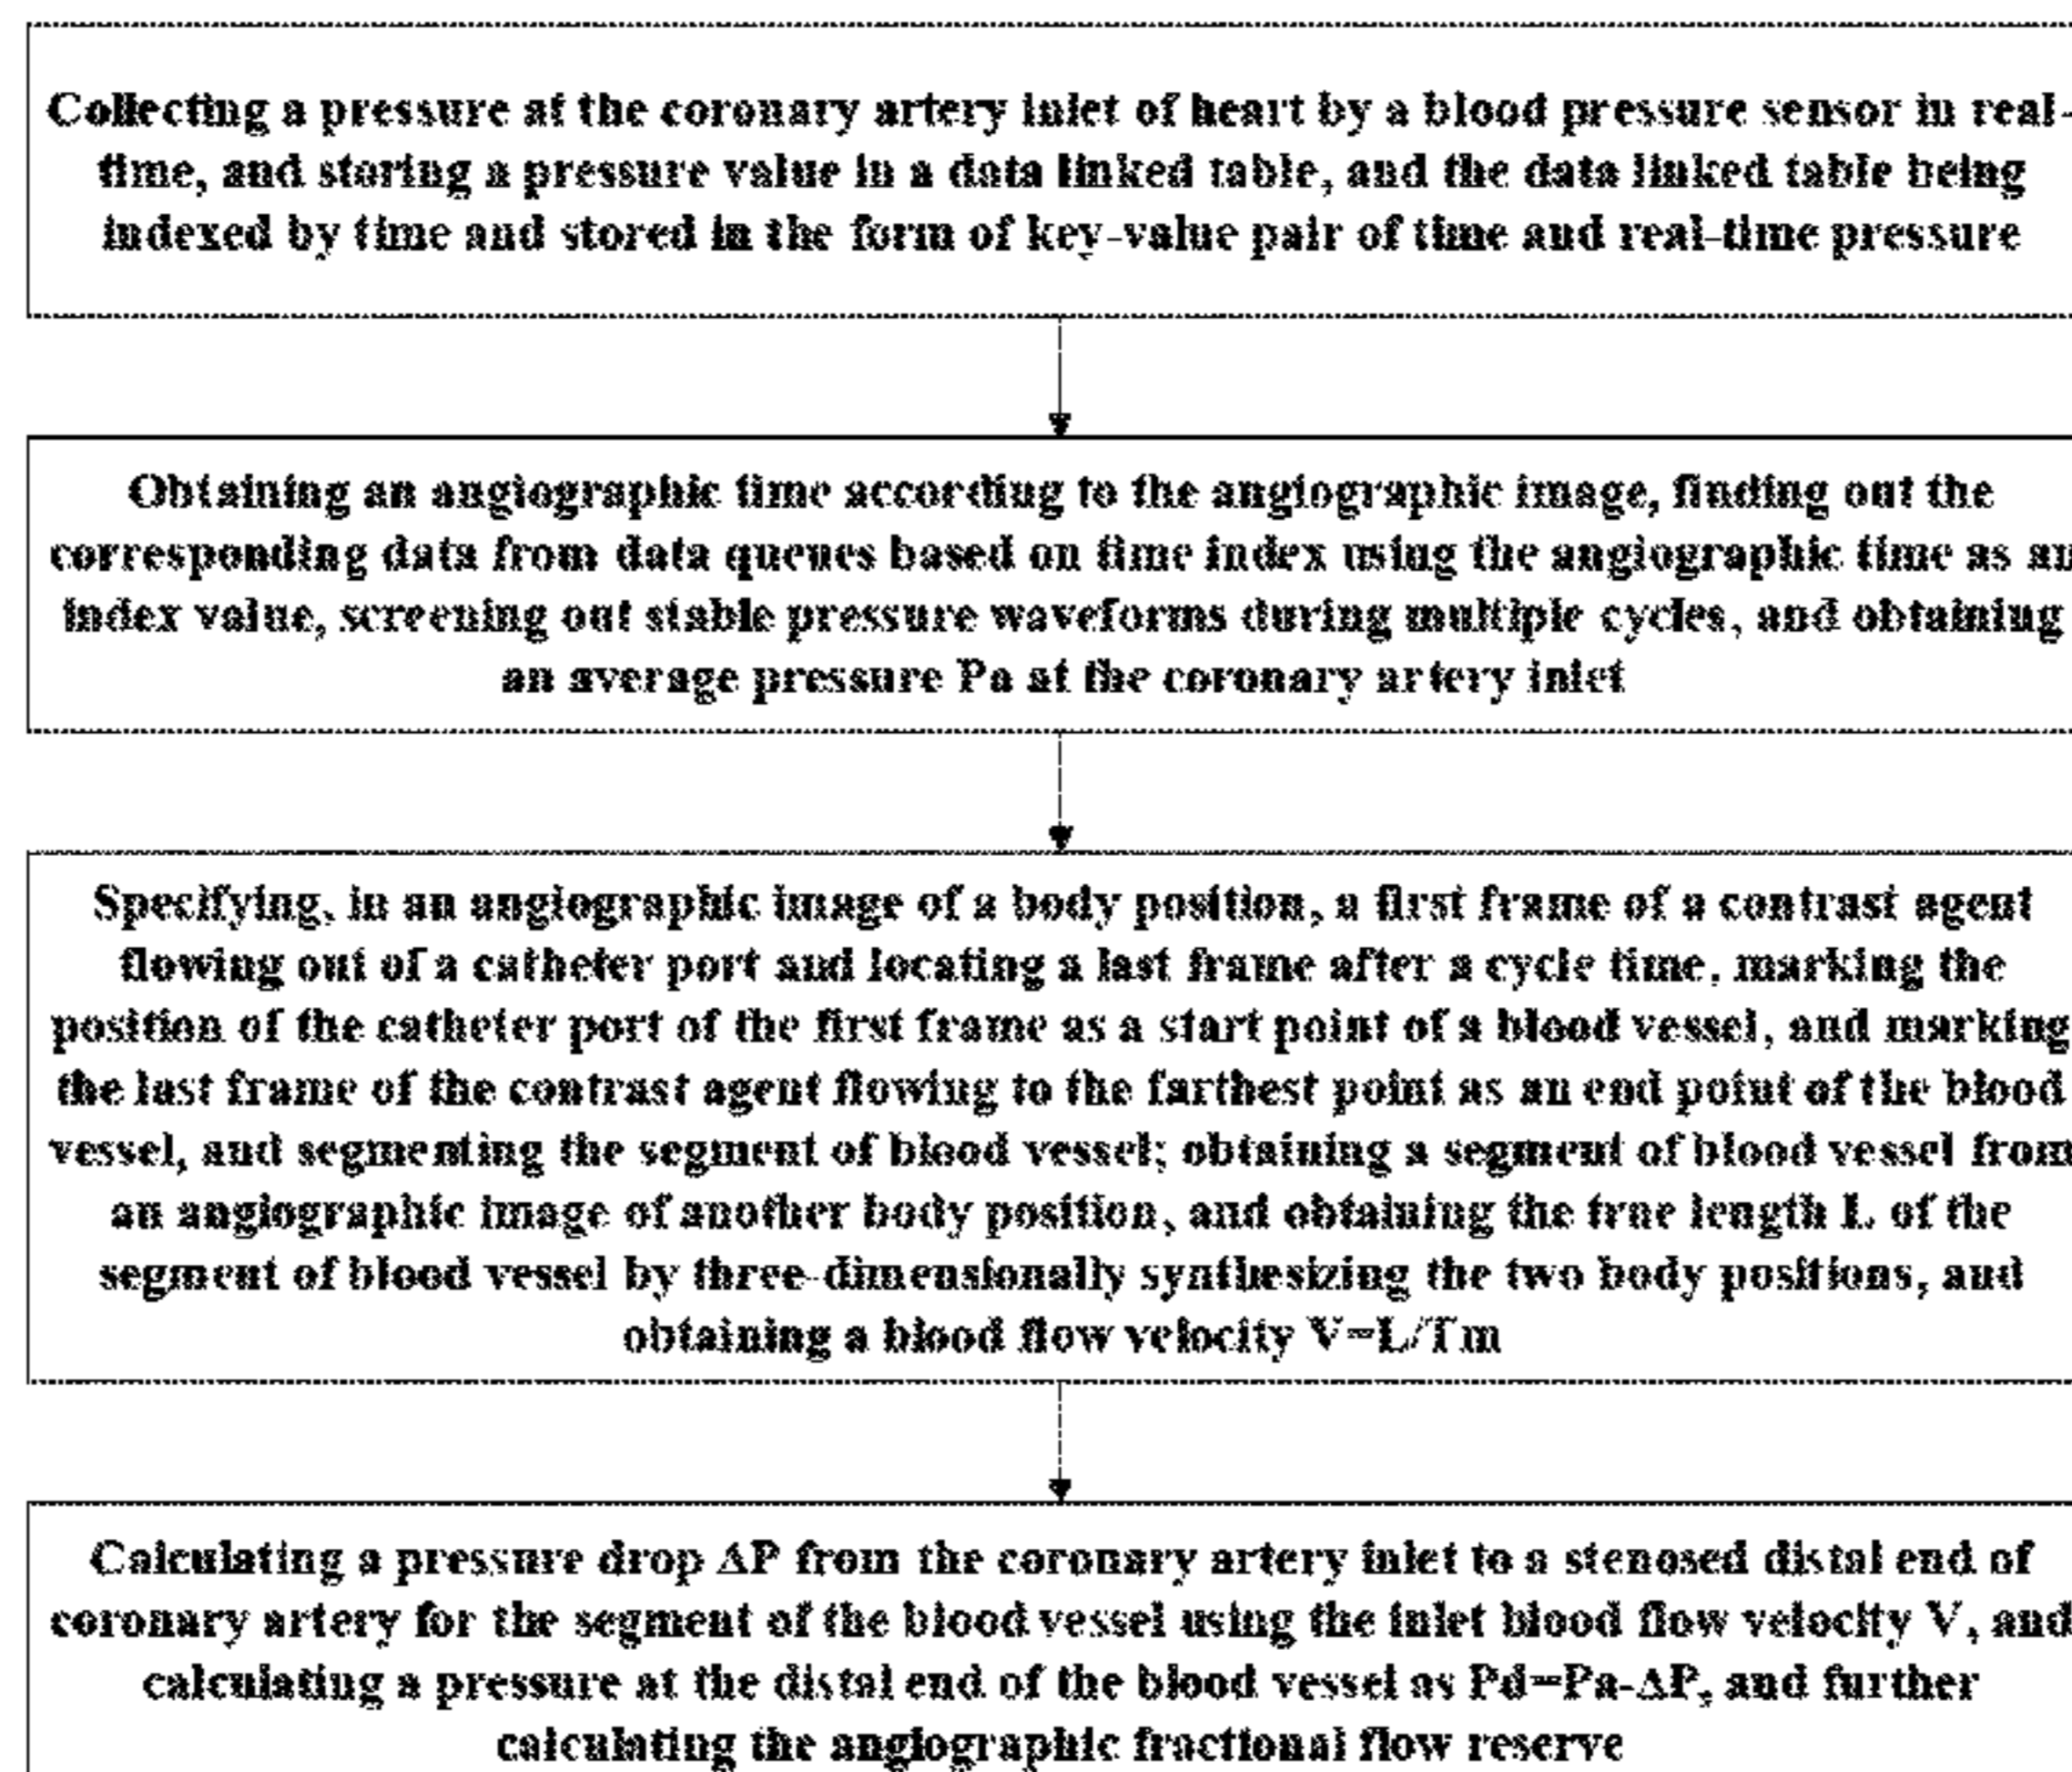 Collecting a pressure at the coronary artery inlet of heart by a blood pressure sensor in real-
time, and storing a pressure value in a data linked table, and the data linked table being
indexed by time and stored in the form of key-value pair of time and real-time pressure
Obtaining an angiographic time according to the angiographic image, finding out the
corresponding data from data queues based on time index using the angiographic time as an
index value, screening out stable pressure waveforms during multiple cycles, and obtaining
an average pressure Pa at the coronary artery inlet
Specifying, in an angiographic image of a body position, a first frame of a contrast agent
flowing out of a catheter port and locating a last frame after a cycle time, marking the
position of the catheter port of the first frame as a start point of a blood vessel, and marking
the last frame of the contrast agent flowing to the farthest point as an end point of the blood
vessel, and segmenting the segment of blood vessel; obtaining a segment of blood vessel from
an angiographic image of another body position, and obtaining the true length L of the
segment of blood vessel by three-dimensionally synthesizing the two body positions, and
obtaining a blood flow velocity V=L/Tm
Calculating a pressure drop ΔP from the coronary artery inlet to a stenosed distal end of
coronary artery for the segment of the blood vessel using the inlet blood flow velocity V, and
calculating a pressure at the distal end of the blood vessel as Pd=Pa-ΔP, and further
calculating the angiographic fractional flow reserve